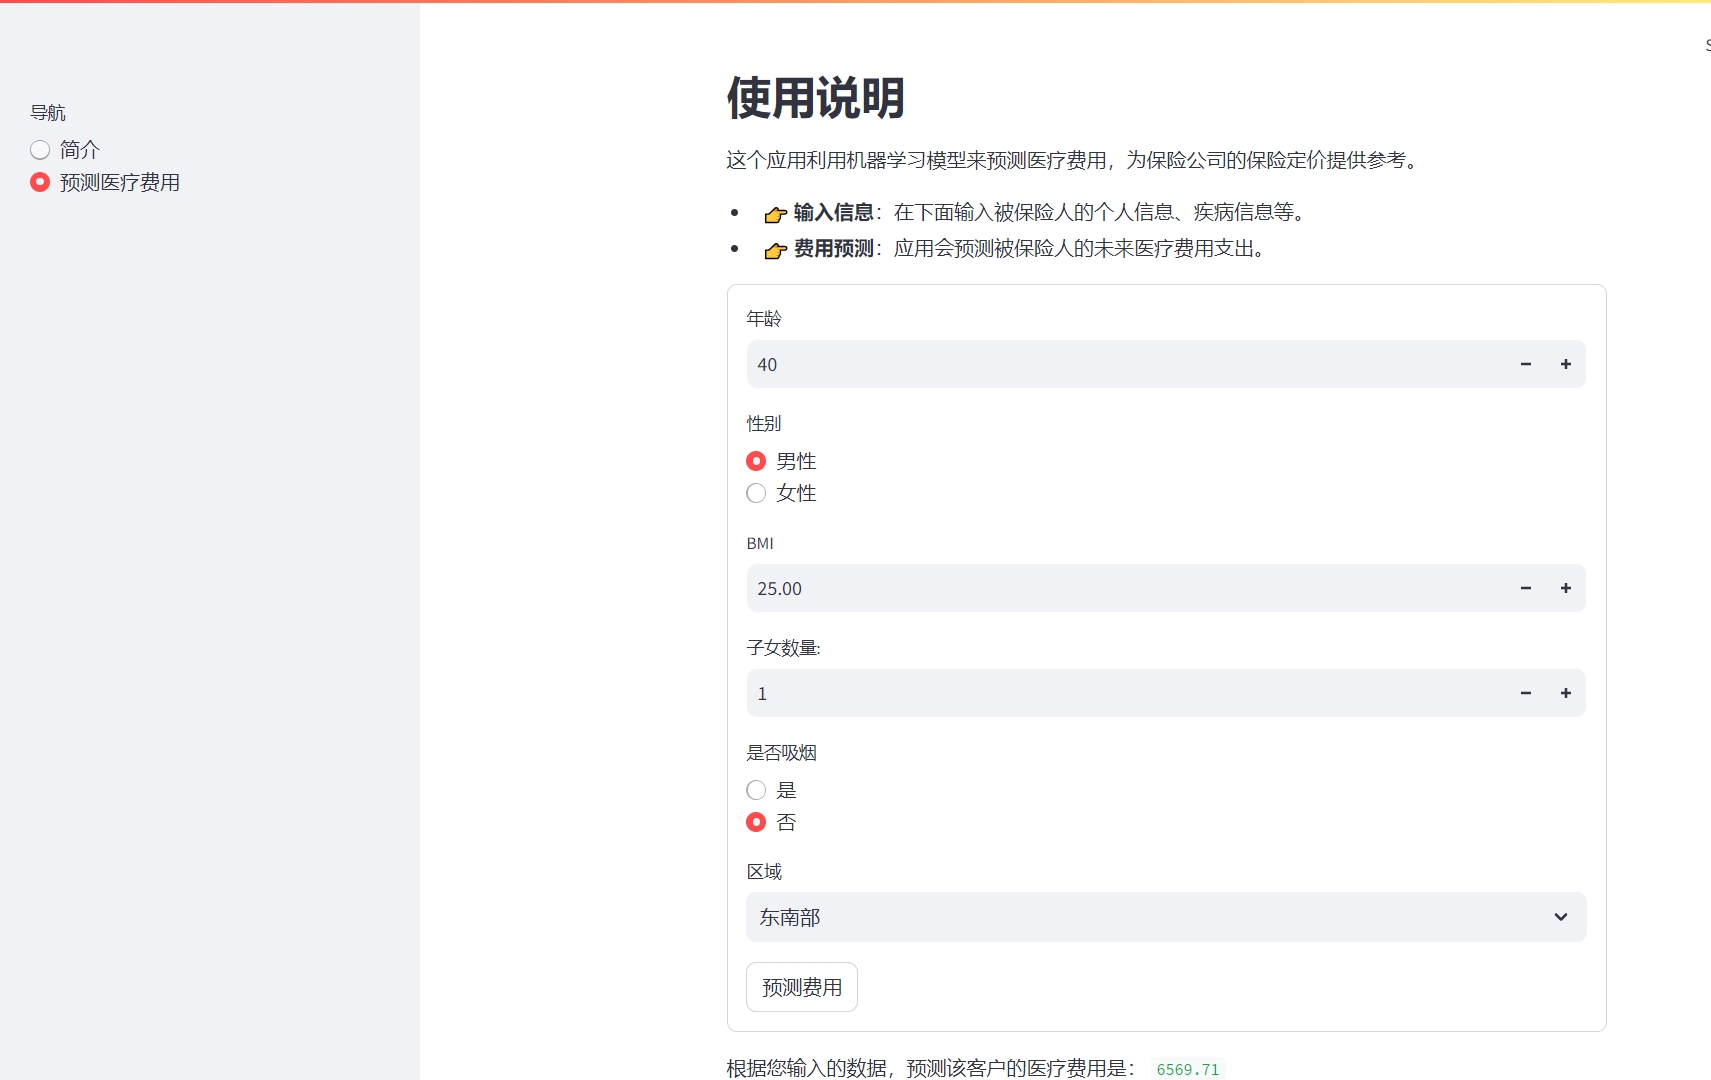 导航
简介
预测医疗费用
使用说明
这个应用利用机器学习模型来预测医疗费用，为保险公司的保险定价提供参考。
• 👉 输入信息：在下面输入被保险人的个人信息、疾病信息等。
• 👉 费用预测：应用会预测被保险人的未来医疗费用支出。
年龄
40
性别
男性
女性
BMI
25.00
子女数量:
1
是否吸烟
是
否
区域
东南部
预测费用
根据您输入的数据，预测该客户的医疗费用是： 6569.71